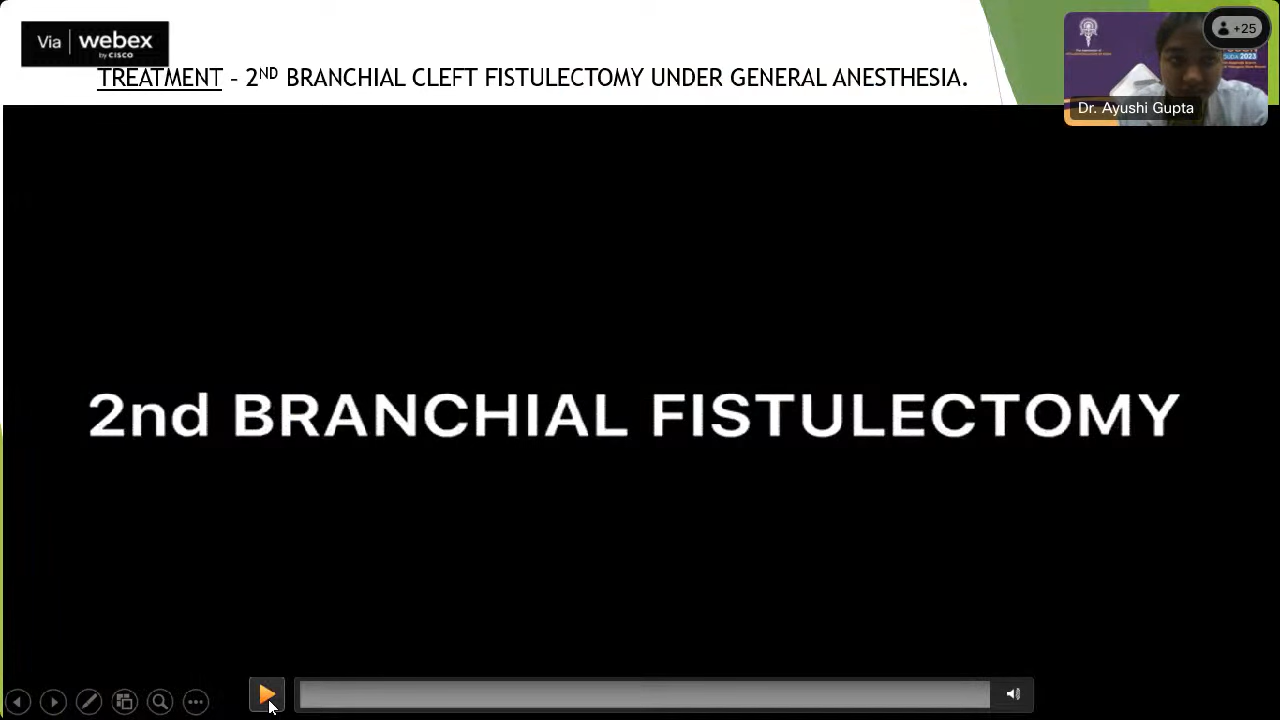 Via webex
by CISCO
TREATMENT – 2ND BRANCHIAL CLEFT FISTULECTOMY UNDER GENERAL ANESTHESIA.
+25
2023
Dr. Ayushi Gupta
2nd BRANCHIAL FISTULECTOMY